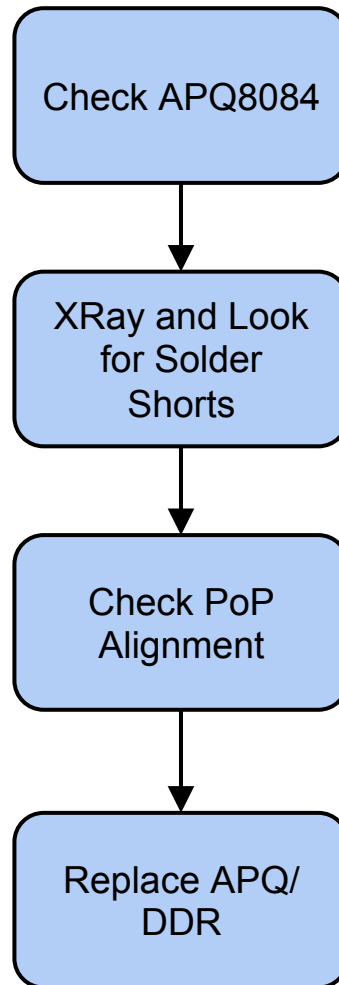 Check APQ8084
XRay and Look
for Solder
Shorts
Check PoP
Alignment
Replace APQ/
DDR